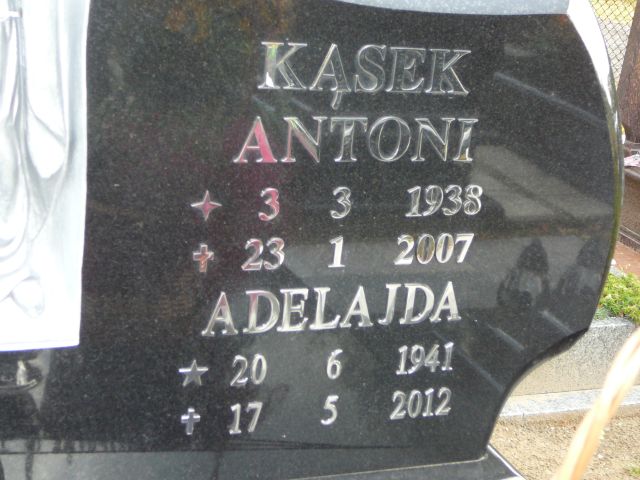 KĄSEK
ANTONI
3 3 1938
✝ 23 1 2007
ADELAJDA
20 6 1941
✝ 17 5 2012